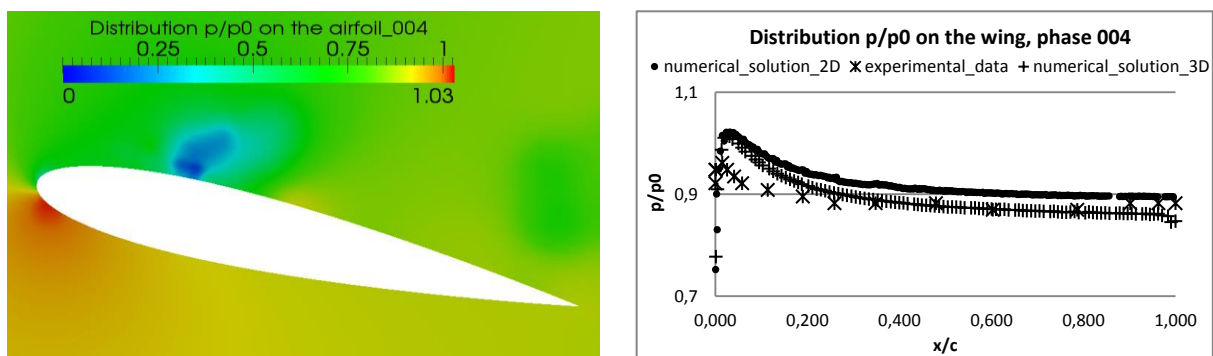 Distribution p/p0 on the airfoil_004
0.25 0.5 0.75 1
0 1.03
Distribution p/p0 on the wing, phase 004
numerical_solution_2D experimental_data numerical_solution_3D
1,1
0,9
0,7
p/p0
0,000 0,200 0,400 0,600 0,800 1,000
x/c